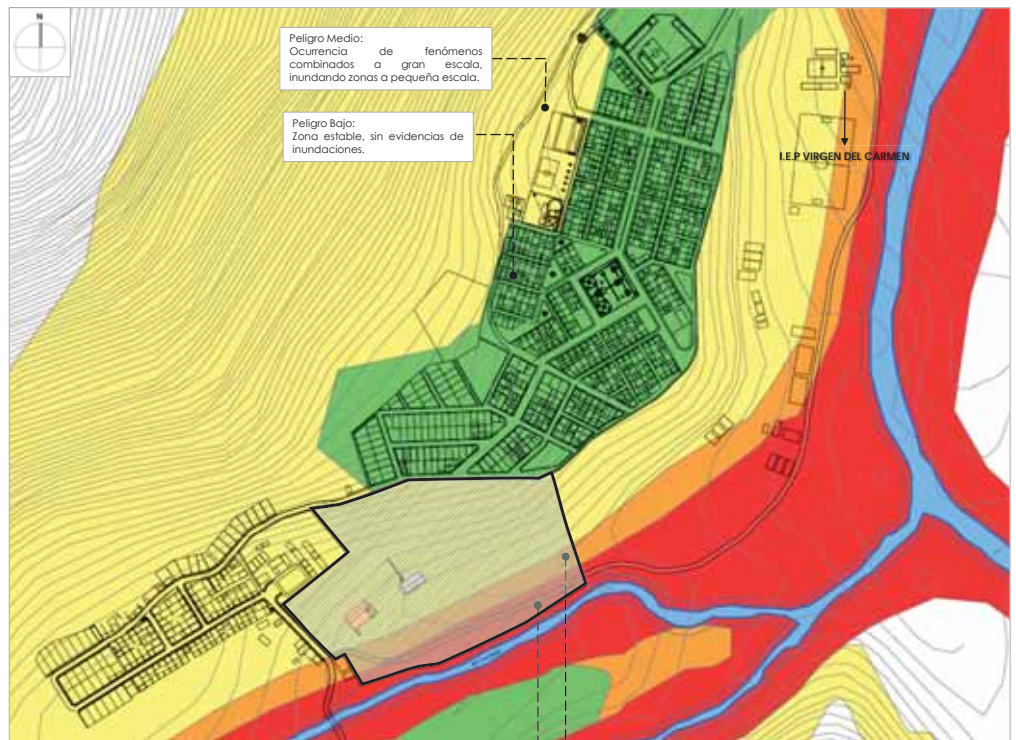 N
Peligro Medio:
Ocurrencia de fenómenos
combinados a gran escala,
inundando zonas a pequeña escala.
Peligro Bajo:
Zona estable, sin evidencias de
inundaciones.
I.E.P VIRGEN DEL CARMEN